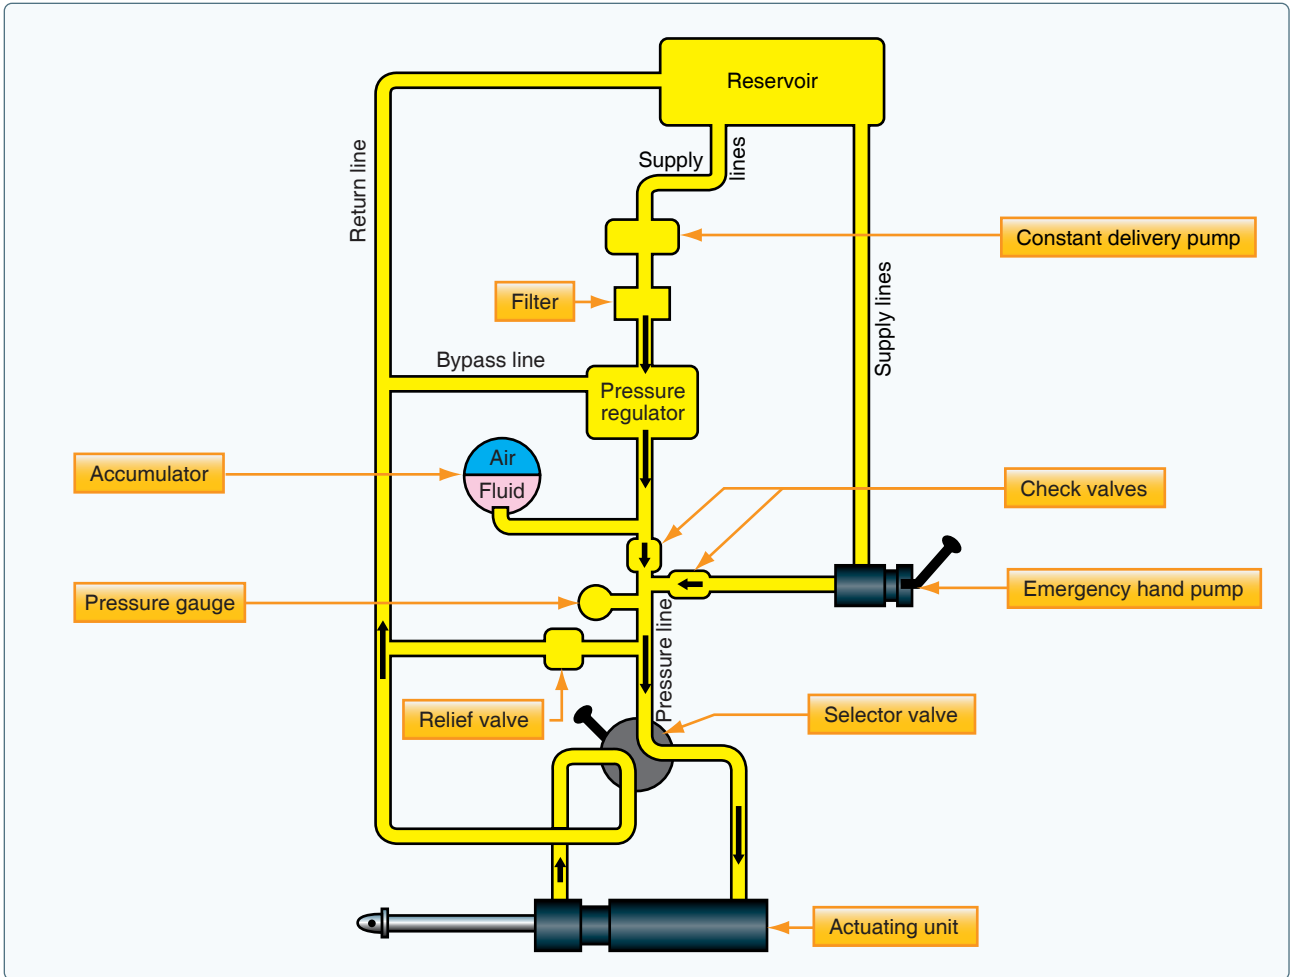 Reservoir
Supply
lines
Return line
Constant delivery pump
Supply lines
Filter
Bypass line
Pressure
regulator
Air
Fluid
Accumulator
Check valves
Pressure gauge
Emergency hand pump
Pressure line
Relief valve
Selector valve
Actuating unit